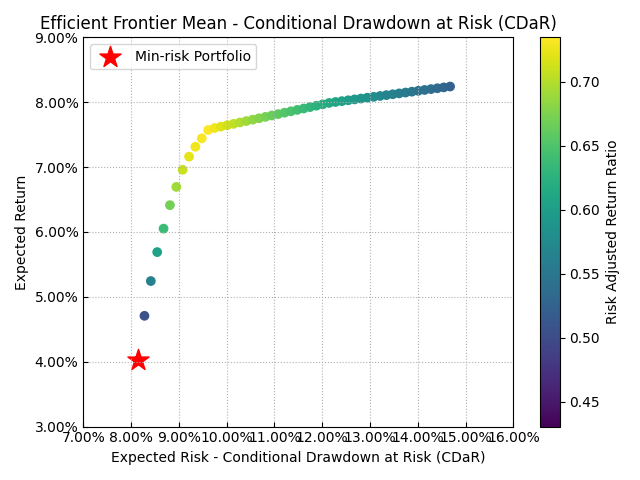 Efficient Frontier Mean - Conditional Drawdown at Risk (CDaR)
Min-risk Portfolio
Expected Return
9.00%
8.00%
7.00%
6.00%
5.00%
4.00%
3.00%
7.00% 8.00% 9.00% 10.00% 11.00% 12.00% 13.00% 14.00% 15.00% 16.00%
Expected Risk - Conditional Drawdown at Risk (CDaR)
0.70
0.65
0.60
0.55
0.50
0.45
Risk Adjusted Return Ratio